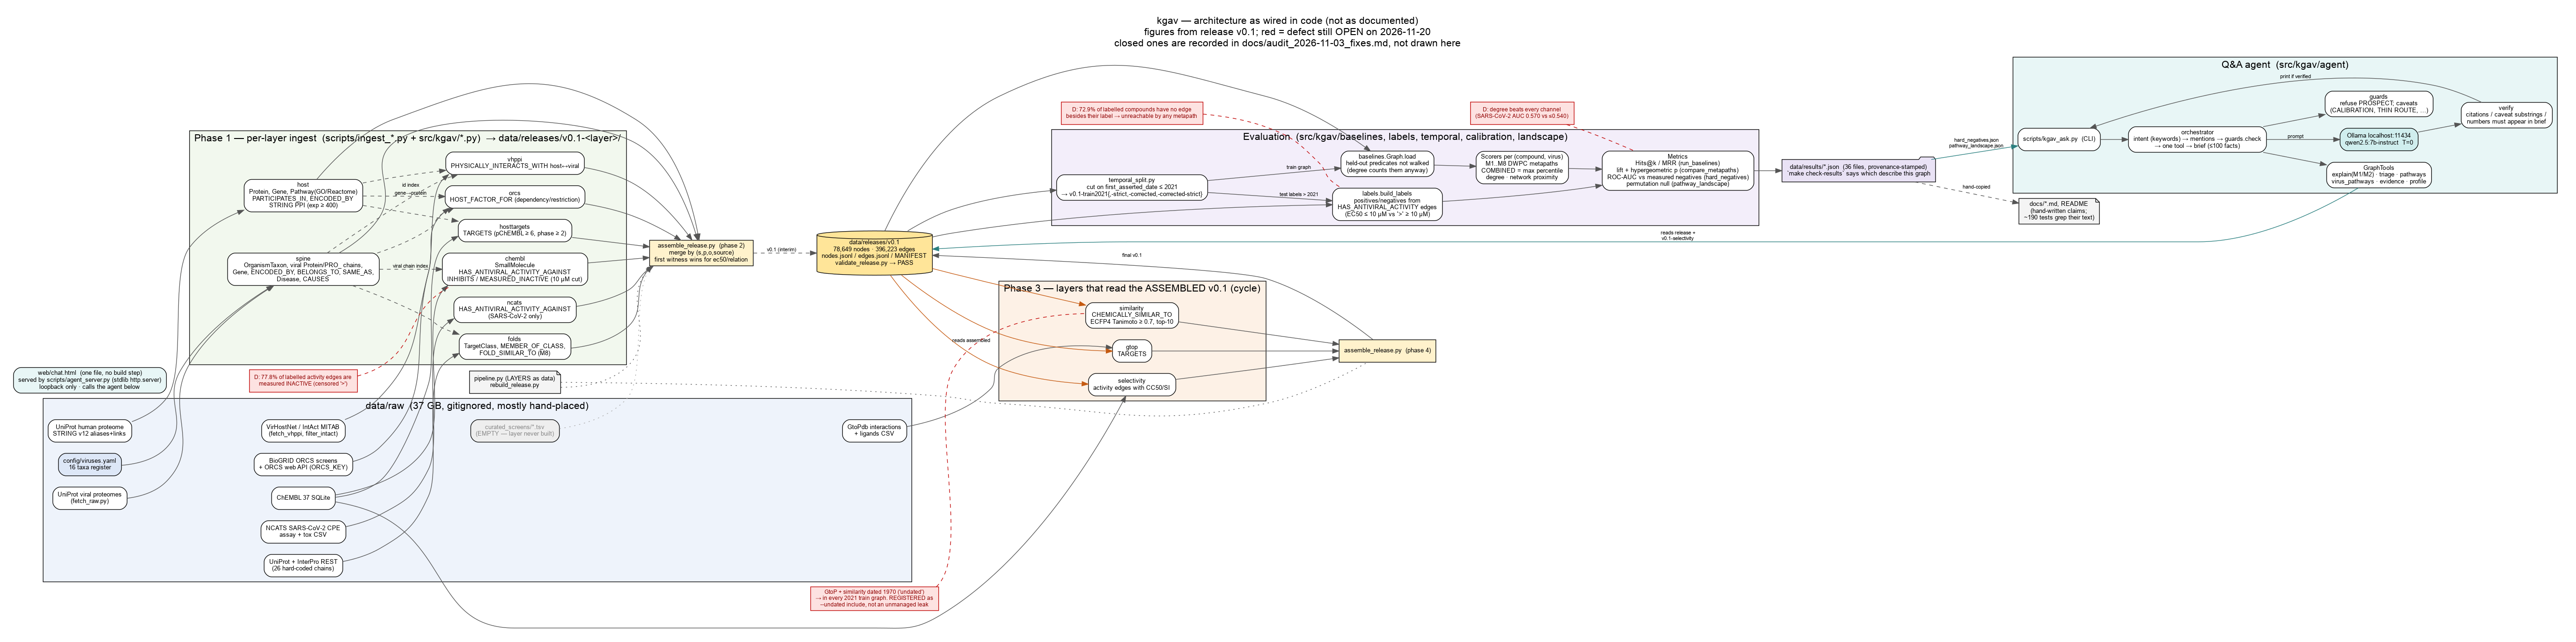 kgav — architecture as wired in code (not as documented)
figures from release v0.1; red = defect still OPEN on 2026-11-20
closed ones are recorded in docs/audit_2026-11-03_fixes.md, not drawn here
Phase 1 — per-layer ingest (scripts/ingest_*.py + src/kgav/*.py) → data/releases/v0.1-<layer>/
host
Protein, Gene, Pathway(GO/Reactome)
PARTICIPATES_IN, ENCODED_BY
STRING PPI (exp ≥ 400)
spine
OrganismTaxon, viral Protein/PRO_ chains,
Gene, ENCODED_BY, BELONGS_TO, SAME_AS,
Disease, CAUSES
id index
gene→protein
viral chain index
vhppi
PHYSICALLY_INTERACTS_WITH host↔viral
orcs
HOST_FACTOR_FOR (dependency/restriction)
hosttargets
TARGETS (pChEMBL ≥ 6, phase ≥ 2)
chembl
SmallMolecule
HAS_ANTIVIRAL_ACTIVITY_AGAINST
INHIBITS / MEASURED_INACTIVE (10 µM cut)
ncats
HAS_ANTIVIRAL_ACTIVITY_AGAINST
(SARS-CoV-2 only)
folds
TargetClass, MEMBER_OF_CLASS,
FOLD_SIMILAR_TO (M8)
web/chat.html (one file, no build step)
served by scripts/agent_server.py (stdlib http.server)
loopback only · calls the agent below
D: 77.8% of labelled activity edges are
measured INACTIVE (censored '>')
pipeline.py (LAYERS as data)
rebuild_release.py
data/raw (37 GB, gitignored, mostly hand-placed)
UniProt human proteome
STRING v12 aliases+links
config/viruses.yaml
16 taxa register
UniProt viral proteomes
(fetch_raw.py)
VirHostNet / IntAct MITAB
(fetch_vhppi, filter_intact)
BioGRID ORCS screens
+ ORCS web API (ORCS_KEY)
ChEMBL 37 SQLite
NCATS SARS-CoV-2 CPE
assay + tox CSV
UniProt + InterPro REST
(26 hard-coded chains)
curated_screens/*.tsv
(EMPTY — layer never built)
GtoPdb interactions
+ ligands CSV
assemble_release.py (phase 2)
merge by (s,p,o,source)
first witness wins for ec50/relation
v0.1 (interim)
data/releases/v0.1
78,649 nodes · 396,223 edges
nodes.jsonl / edges.jsonl / MANIFEST
validate_release.py → PASS
reads assembled
GtoP + similarity dated 1970 ('undated')
→ in every 2021 train graph. REGISTERED as
--undated include, not an unmanaged leak
Phase 3 — layers that read the ASSEMBLED v0.1 (cycle)
similarity
CHEMICALLY_SIMILAR_TO
ECFP4 Tanimoto ≥ 0.7, top-10
gtop
TARGETS
selectivity
activity edges with CC50/SI
final v0.1
assemble_release.py (phase 4)
D: 72.9% of labelled compounds have no edge
besides their label → unreachable by any metapath
D: degree beats every channel
(SARS-CoV-2 AUC 0.570 vs ≤0.540)
Evaluation (src/kgav/baselines, labels, temporal, calibration, landscape)
temporal_split.py
cut on first_asserted_date ≤ 2021
→ v0.1-train2021{,-strict,-corrected,-corrected-strict}
train graph
test labels > 2021
baselines.Graph.load
held-out predicates not walked
(degree counts them anyway)
labels.build_labels
positives/negatives from
HAS_ANTIVIRAL_ACTIVITY edges
(EC50 ≤ 10 µM vs '>' ≥ 10 µM)
Scorers per (compound, virus)
M1..M8 DWPC metapaths
COMBINED = max percentile
degree · network proximity
Metrics
Hits@k / MRR (run_baselines)
lift + hypergeometric p (compare_metapaths)
ROC-AUC vs measured negatives (hard_negatives)
permutation null (pathway_landscape)
reads release +
v0.1-selectivity
data/results/*.json (36 files, provenance-stamped)
`make check-results` says which describe this graph
hard_negatives.json
pathway_landscape.json
hand-copied
docs/*.md, README
(hand-written claims;
~190 tests grep their text)
Q&A agent (src/kgav/agent)
print if verified
scripts/kgav_ask.py (CLI)
orchestrator
intent (keywords) → mentions → guards check
→ one tool → brief (≤100 facts)
prompt
guards
refuse PROSPECT; caveats
(CALIBRATION, THIN ROUTE, ...)
Ollama localhost:11434
qwen2.5:7b-instruct T=0
GraphTools
explain(M1/M2) · triage · pathways
virus_pathways · evidence · profile
verify
citations / caveat substrings /
numbers must appear in brief